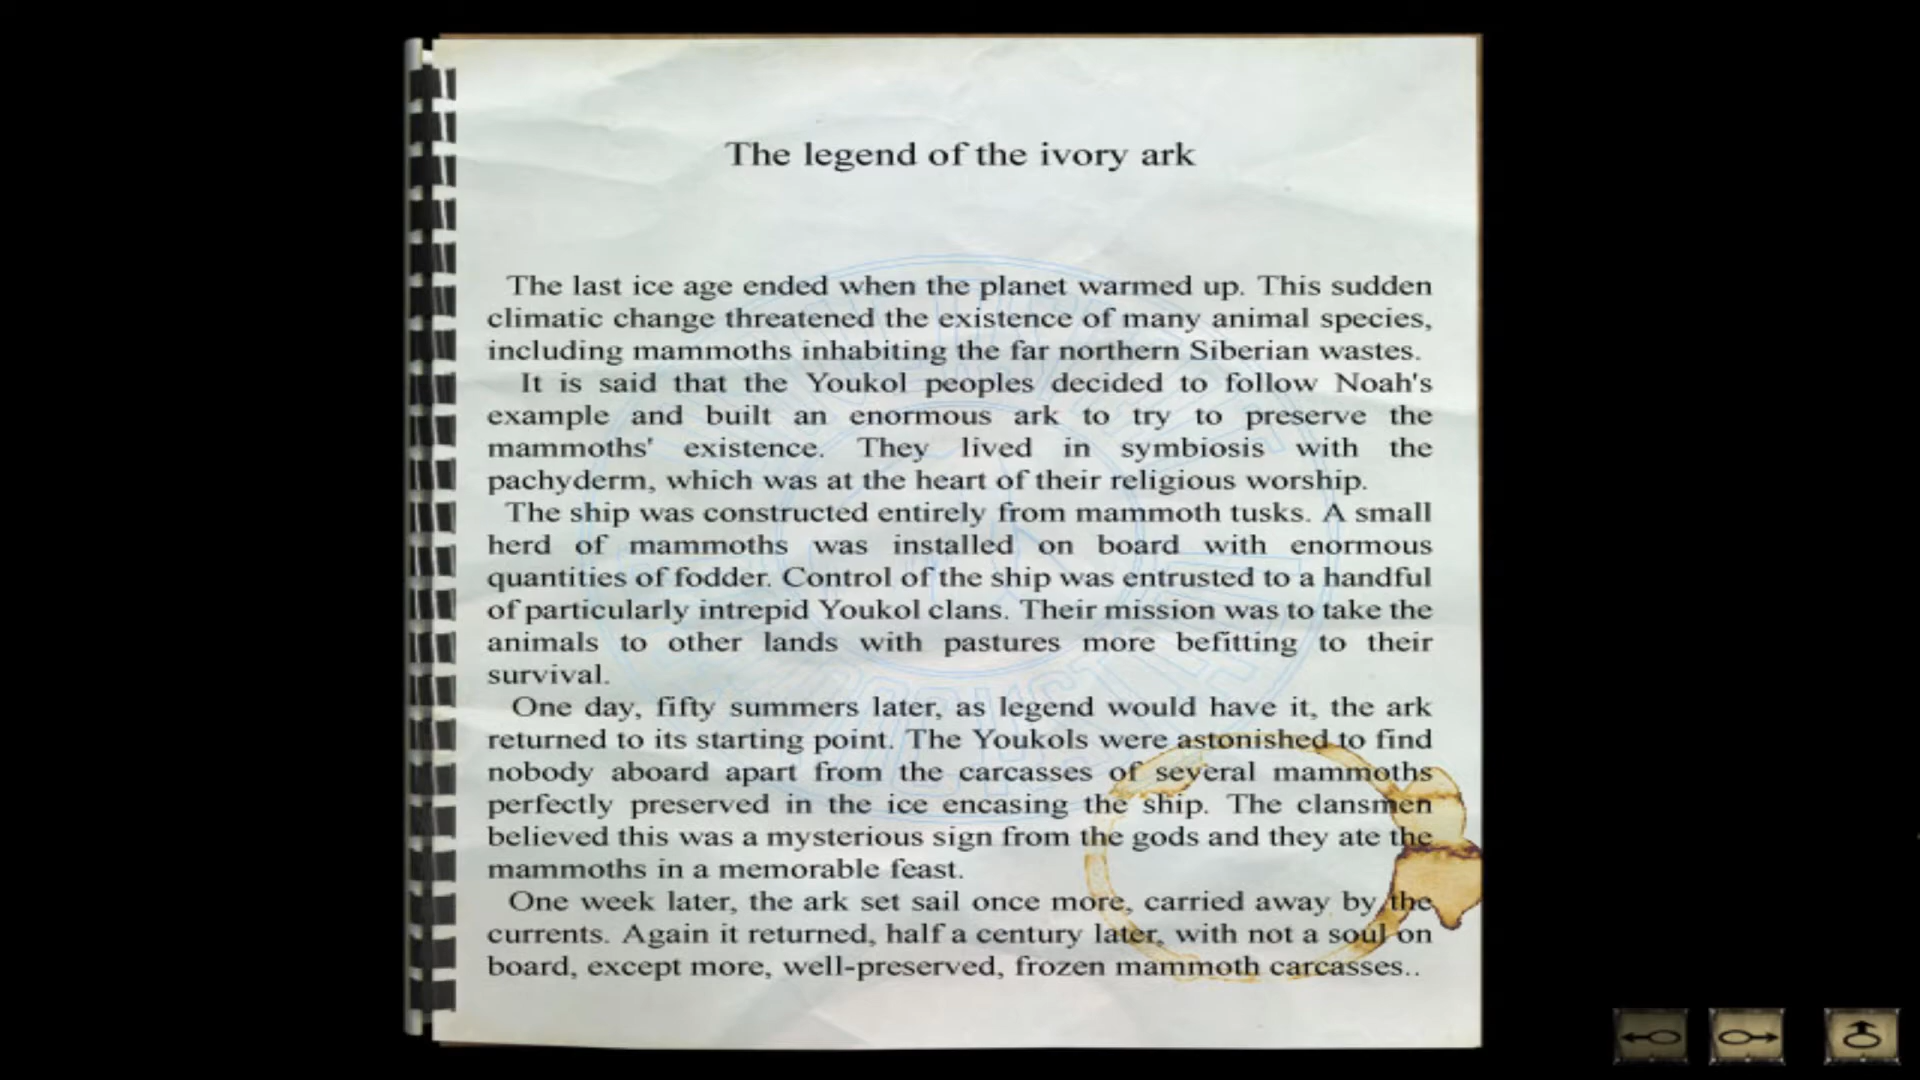 The legend of the ivory ark
The last ice age ended when the planet warmed up. This sudden
climatic change threatened the existence of many animal species,
including mammoths inhabiting the far northern Siberian wastes.
It is said that the Youkol peoples decided to follow Noah's
example and built an enormous ark to try to preserve the
mammoths' existence. They lived in symbiosis with the
pachyderm, which was at the heart of their religious worship.
The ship was constructed entirely from mammoth tusks. A small
herd of mammoths was installed on board with enormous
quantities of fodder. Control of the ship was entrusted to a handful
of particularly intrepid Youkol clans. Their mission was to take the
animals to other lands with pastures more befitting to their
survival.
One day, fifty summers later, as legend would have it, the ark
returned to its starting point. The Youkols were astonished to find
nobody aboard apart from the carcasses of several mammoths
perfectly preserved in the ice encasing the ship. The clansmen
believed this was a mysterious sign from the gods and they ate the
mammoths in a memorable feast.
One week later, the ark set sail once more, carried away by the
currents. Again it returned, half a century later, with not a soul on
board, except more, well-preserved, frozen mammoth carcasses..